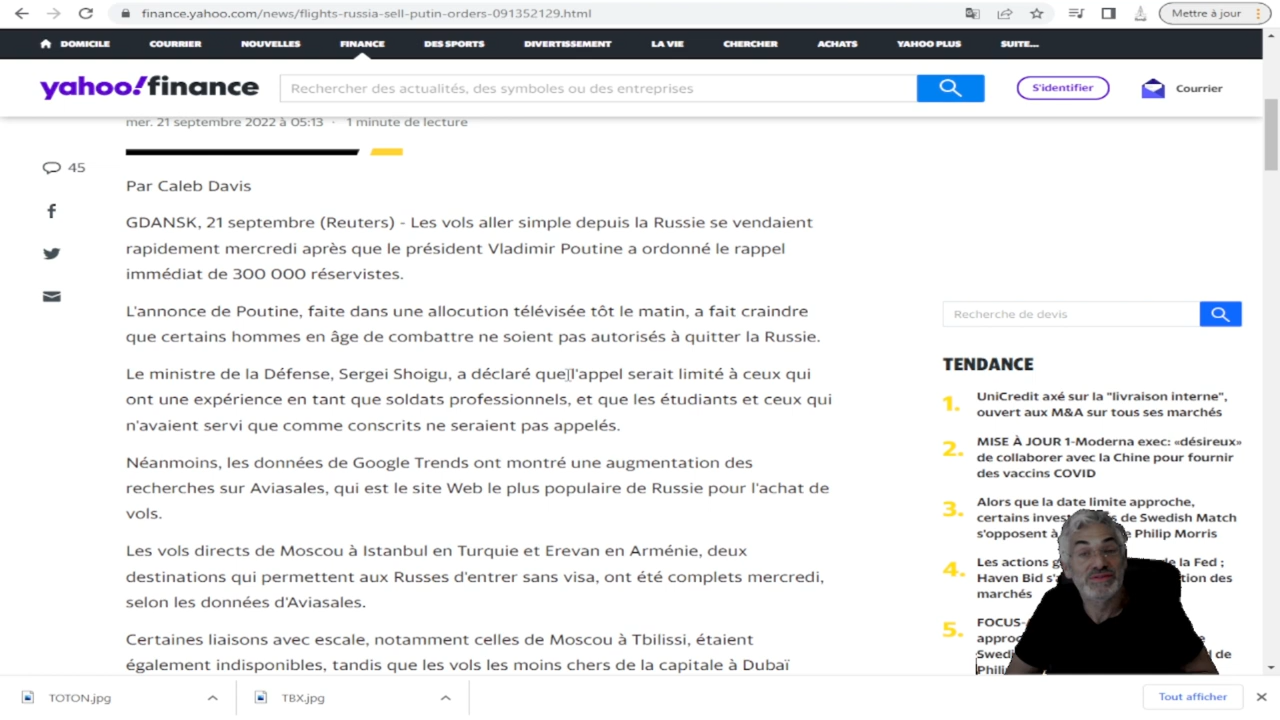 finance.yahoo.com/news/flights-russia-sell-putin-orders-091352129.html
Mettre à jour
DOMICILE COURRIER NOUVELLES FINANCE DES SPORTS DIVERTISSEMENT LA VIE CHERCHER ACHATS YAHOO PLUS SUITE...
yahoo!finance
Rechercher des actualités, des symboles ou des entreprises
S'identifier
Courrier
mer. 21 septembre 2022 à 05:13 · 1 minute de lecture
45
Par Caleb Davis
GDANSK, 21 septembre (Reuters) - Les vols aller simple depuis la Russie se vendaient
rapidement mercredi après que le président Vladimir Poutine a ordonné le rappel
immédiat de 300 000 réservistes.
L'annonce de Poutine, faite dans une allocution télévisée tôt le matin, a fait craindre
que certains hommes en âge de combattre ne soient pas autorisés à quitter la Russie.
Le ministre de la Défense, Sergei Shoigu, a déclaré que l'appel serait limité à ceux qui
ont une expérience en tant que soldats professionnels, et que les étudiants et ceux qui
n'avaient servi que comme conscrits ne seraient pas appelés.
Néanmoins, les données de Google Trends ont montré une augmentation des
recherches sur Aviasales, qui est le site Web le plus populaire de Russie pour l'achat de
vols.
Les vols directs de Moscou à Istanbul en Turquie et Erevan en Arménie, deux
destinations qui permettent aux Russes d'entrer sans visa, ont été complets mercredi,
selon les données d'Aviasales.
Certaines liaisons avec escale, notamment celles de Moscou à Tbilissi, étaient
également indisponibles, tandis que les vols les moins chers de la capitale à Dubaï
Recherche de devis
TENDANCE
1. UniCredit axé sur la "livraison interne",
ouvert aux M&A sur tous ses marchés
2. MISE À JOUR 1-Moderna exec: «désireux»
de collaborer avec la Chine pour fournir
des vaccins COVID
3. Alors que la date limite approche,
certains de Swedish Match
s'opposent à Philip Morris
4. Les actions de la Fed ;
Haven Bid des
marchés
5.
TOTON.jpg
TBX.jpg
Tout afficher